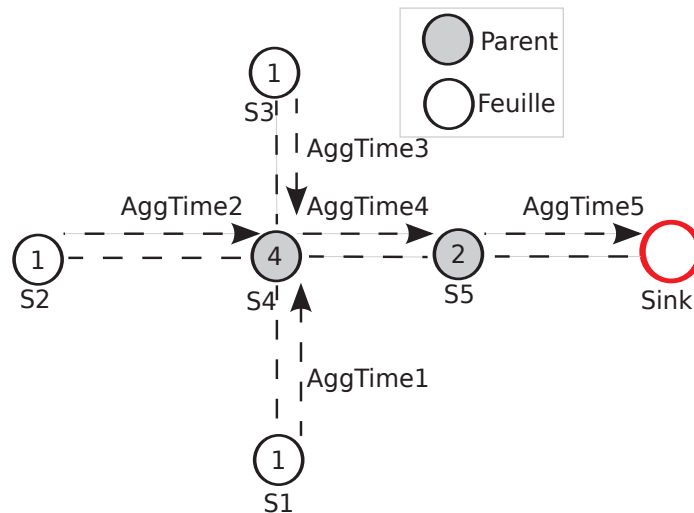 Parent
Feuille
1
S3
AggTime3
AggTime2
AggTime4
AggTime5
1
4
2
S2
S4
S5
Sink
AggTime1
1
S1